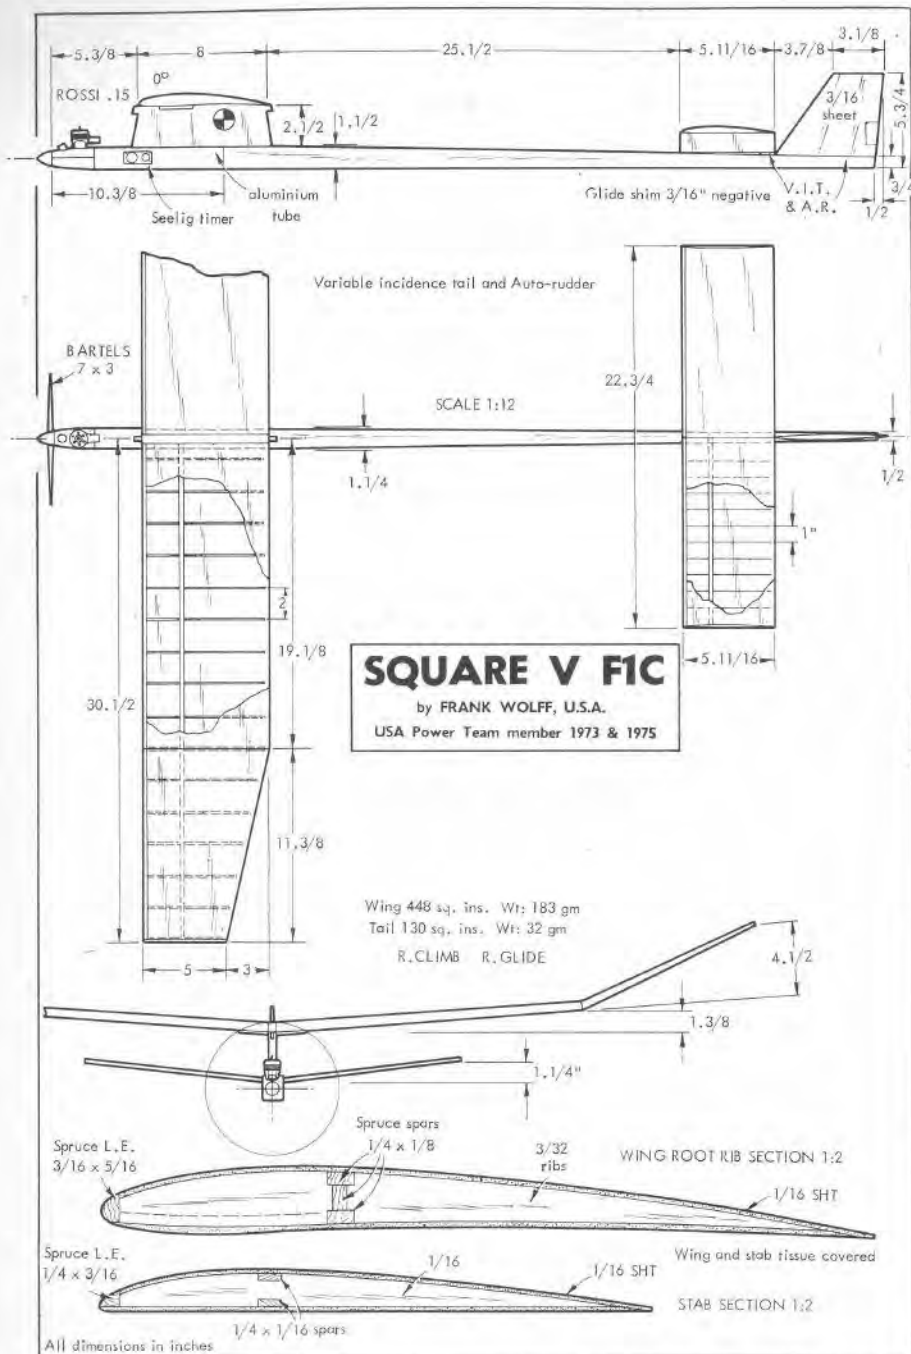 5.3/8
8
25.1/2
5.11/16
3.7/8
3.1/8
0°
ROSSI .15
2.1/2
1.1/2
3/16
sheet
5.3/4
10.3/8
Seelig timer
aluminium
tube
Glide shim 3/16" negative
V.I.T.
& A.R.
3/4
1/2
Variable incidence tail and Auto-rudder
BARTELS
7 x 3
SCALE 1:12
22.3/4
1.1/4
1/2
1"
2
19.1/8
30.1/2
5.11/16
SQUARE V F1C
by FRANK WOLFF, U.S.A.
USA Power Team member 1973 & 1975
11.3/8
Wing 448 sq. ins. Wt: 183 gm
Tail 130 sq. ins. Wt: 32 gm
R.CLIMB R.GLIDE
5
3
4.1/2
1.3/8
1.1/4"
Spruce spars
1/4 x 1/8
Spruce L.E.
3/16 x 5/16
3/32
ribs
WING ROOT RIB SECTION 1:2
1/16 SHT
Wing and stab tissue covered
Spruce L.E.
1/4 x 3/16
1/16
1/16 SHT
1/4 x 1/16 spars
STAB SECTION 1:2
All dimensions in inches